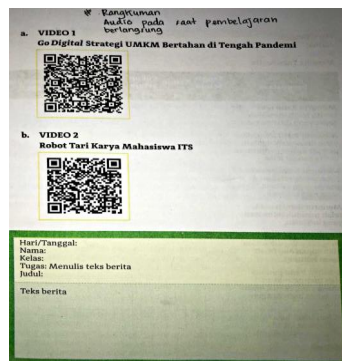 * Rangkuman
Audio pada saat pembelajaran
berlangsung
a. VIDEO 1
Go Digital Strategi UMKM Bertahan di Tengah Pandemi
b. VIDEO 2
Robot Tari Karya Mahasiswa ITS
Hari/Tanggal:
Nama:
Kelas:
Tugas: Menulis teks berita
Judul:
Teks berita